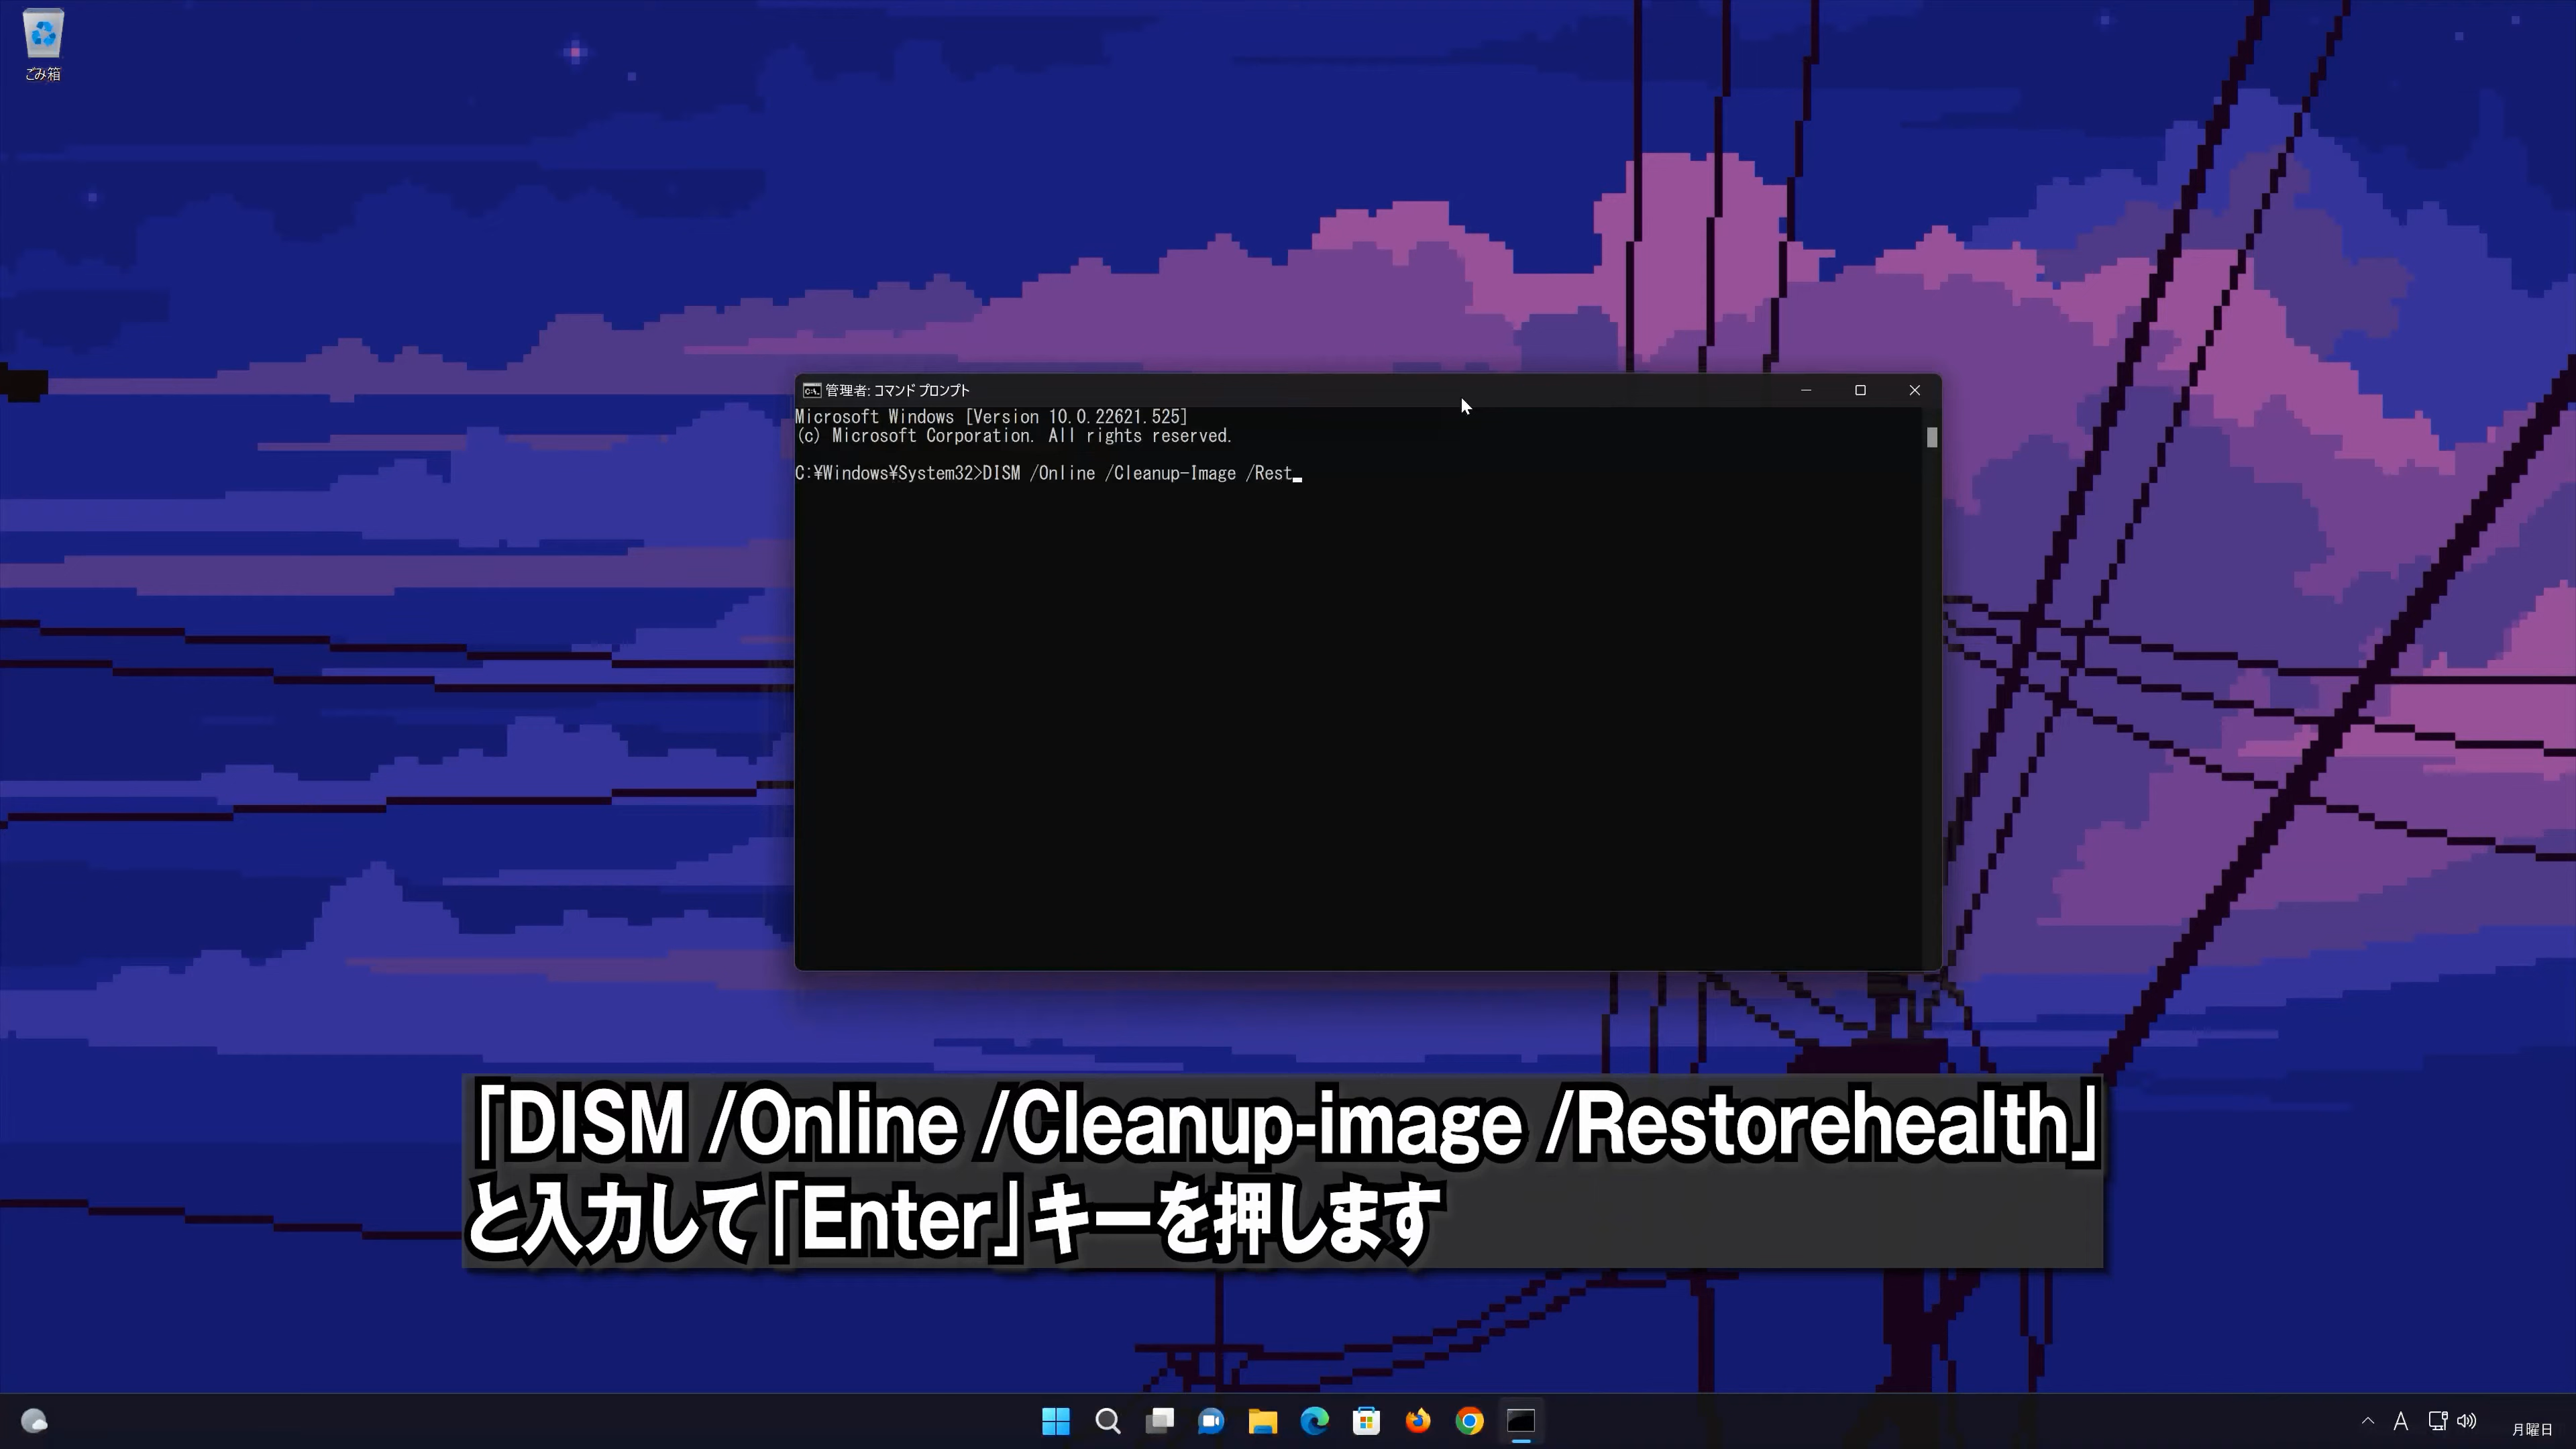 ごみ箱
管理者: コマンド プロンプト
Microsoft Windows [Version 10.0.22621.525]
(c) Microsoft Corporation. All rights reserved.
C:¥Windows¥System32>DISM /Online /Cleanup-Image /Rest
「DISM /Online /Cleanup-image /Restorehealth」
と入力して「Enter」キーを押します
A
月曜日